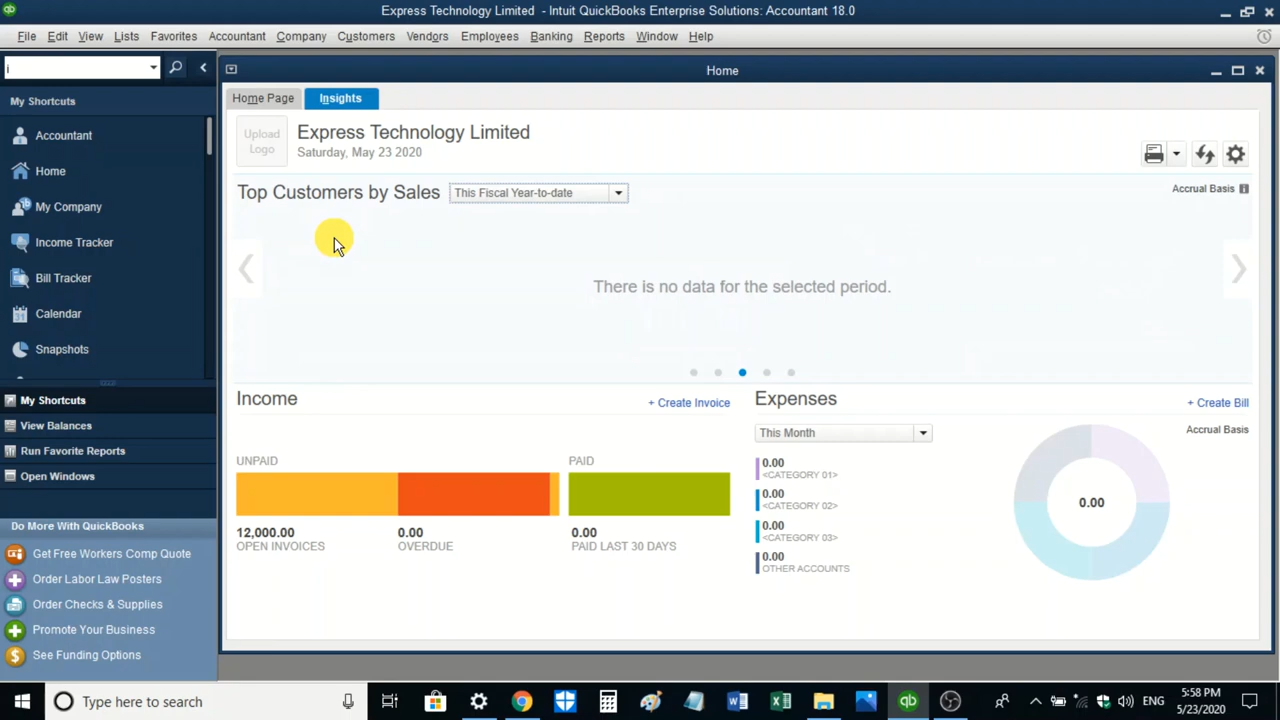 Express Technology Limited - Intuit QuickBooks Enterprise Solutions: Accountant 18.0
File Edit View Lists Favorites Accountant Company Customers Vendors Employees Banking Reports Window Help
i
Home
My Shortcuts
Accountant
Home
My Company
Income Tracker
Bill Tracker
Calendar
Snapshots
My Shortcuts
View Balances
Run Favorite Reports
Open Windows
Do More With QuickBooks
Get Free Workers Comp Quote
Order Labor Law Posters
Order Checks & Supplies
Promote Your Business
See Funding Options
Home Page Insights
Upload Logo
Express Technology Limited
Saturday, May 23 2020
Top Customers by Sales This Fiscal Year-to-date Accrual Basis
There is no data for the selected period.
Income + Create Invoice
UNPAID PAID
12,000.00 0.00 0.00
OPEN INVOICES OVERDUE PAID LAST 30 DAYS
Expenses + Create Bill
This Month Accrual Basis
0.00
<CATEGORY 01>
0.00
<CATEGORY 02>
0.00
<CATEGORY 03>
0.00
OTHER ACCOUNTS
0.00
Type here to search
qb
ENG
5:58 PM
5/23/2020